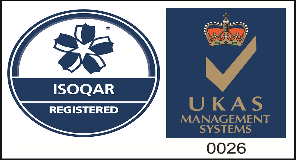 ISOQAR
REGISTERED
UKAS
MANAGEMENT
SYSTEMS
0026